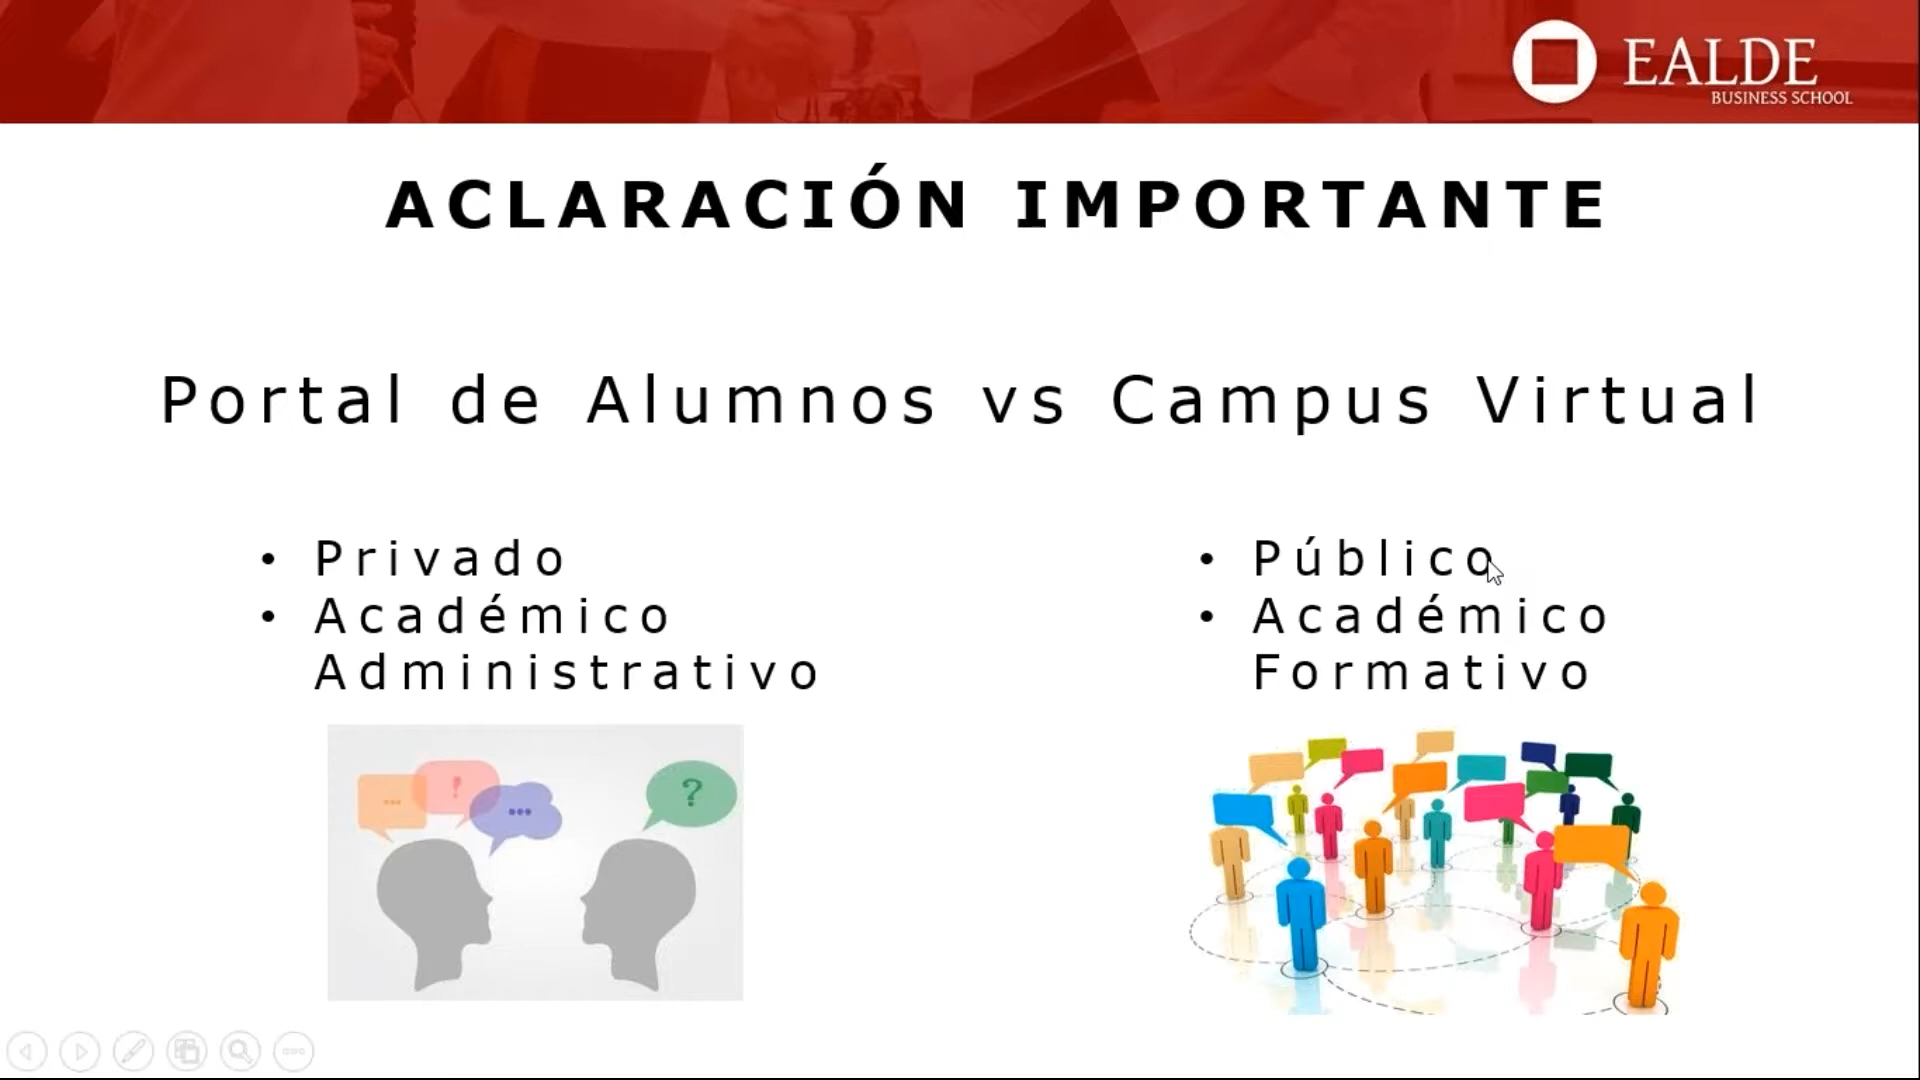 EALDE
BUSINESS SCHOOL
ACLARACIÓN IMPORTANTE
Portal de Alumnos vs Campus Virtual
• Privado
• Académico
Administrativo
• Público
• Académico
Formativo
... ! ... ?